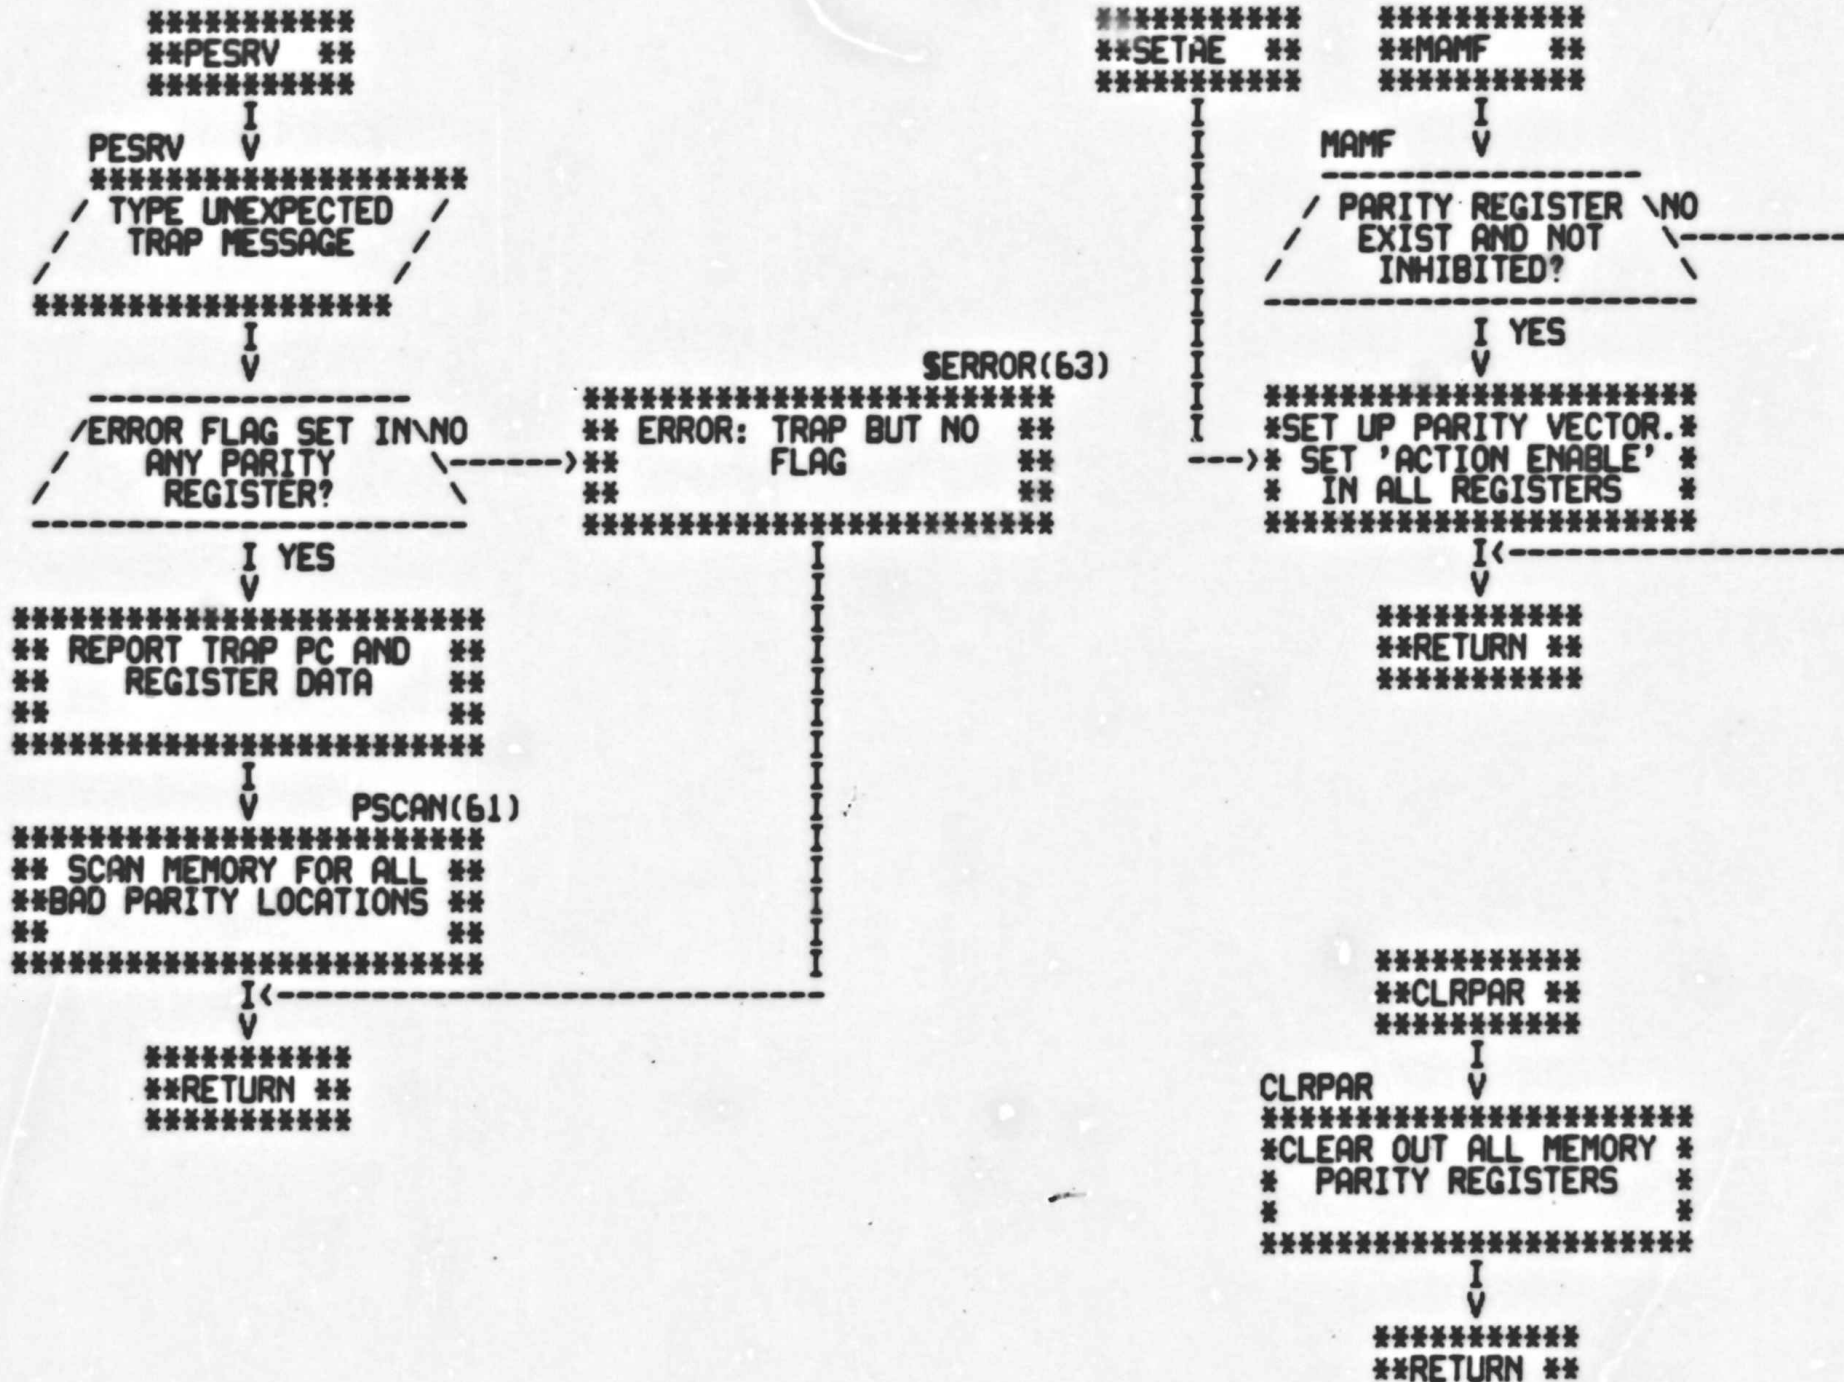 **PESRV **
PESRV
TYPE UNEXPECTED
TRAP MESSAGE
ERROR FLAG SET IN NO
ANY PARITY
REGISTER?
YES
REPORT TRAP PC AND
REGISTER DATA
PSCAN(61)
SCAN MEMORY FOR ALL
BAD PARITY LOCATIONS
**RETURN **
$ERROR(63)
ERROR: TRAP BUT NO
FLAG
**SETAE **
**MAMF **
MAMF
PARITY REGISTER NO
EXIST AND NOT
INHIBITED?
YES
SET UP PARITY VECTOR.
SET 'ACTION ENABLE'
IN ALL REGISTERS
**RETURN **
**CLRPAR **
CLRPAR
CLEAR OUT ALL MEMORY
PARITY REGISTERS
**RETURN **